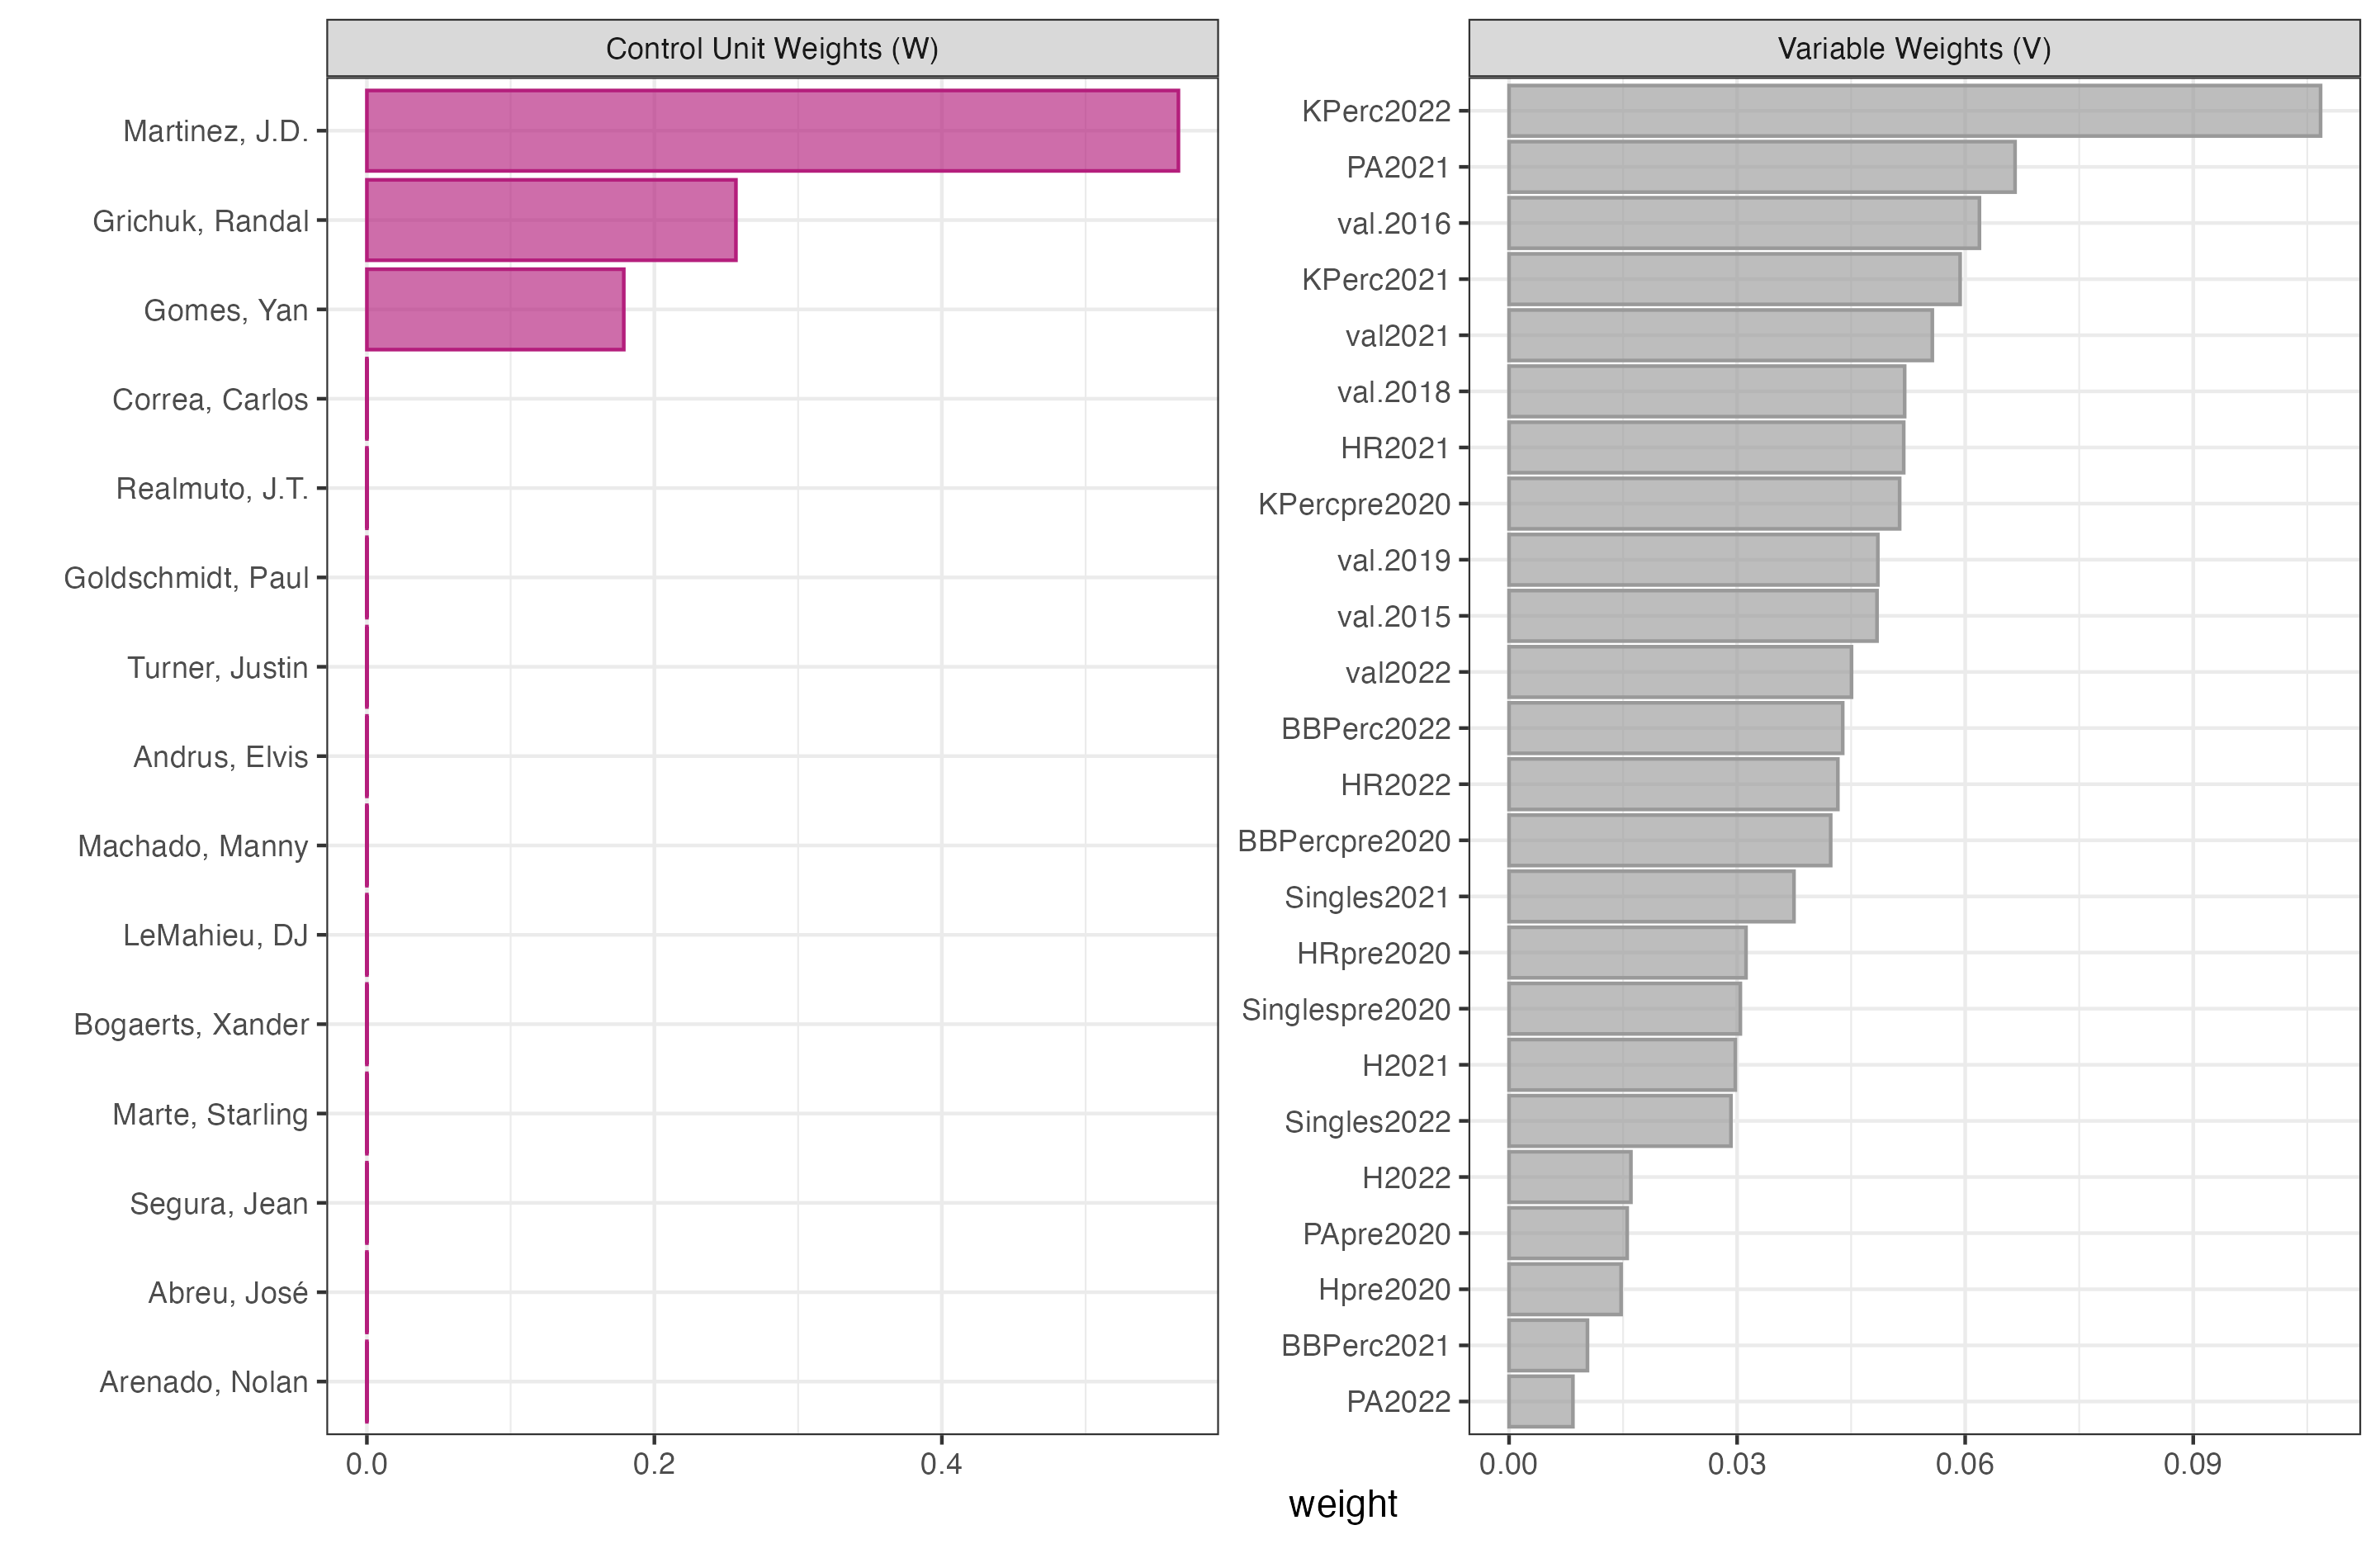 Control Unit Weights (W)
Martinez, J.D.
Grichuk, Randal
Gomes, Yan
Correa, Carlos
Realmuto, J.T.
Goldschmidt, Paul
Turner, Justin
Andrus, Elvis
Machado, Manny
LeMahieu, DJ
Bogaerts, Xander
Marte, Starling
Segura, Jean
Abreu, José
Arenado, Nolan
0.0 0.2 0.4
Variable Weights (V)
KPerc2022
PA2021
val.2016
KPerc2021
val2021
val.2018
HR2021
KPercpre2020
val.2019
val.2015
val2022
BBPerc2022
HR2022
BBPercpre2020
Singles2021
HRpre2020
Singlespre2020
H2021
Singles2022
H2022
PApre2020
Hpre2020
BBPerc2021
PA2022
0.00 0.03 0.06 0.09
weight